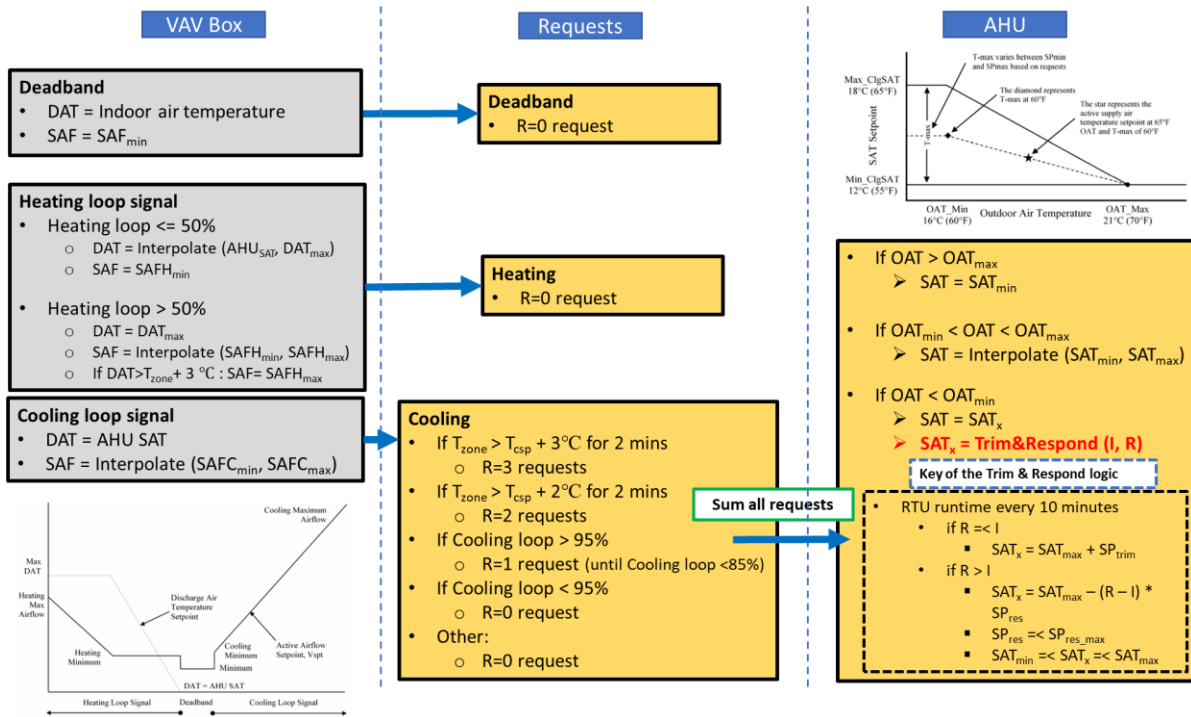 VAV Box
Requests
AHU
Deadband
• DAT = Indoor air temperature
• SAF = SAFmin
Heating loop signal
• Heating loop <= 50%
o DAT = Interpolate (AHUSAT, DATmax)
o SAF = SAFHmin
• Heating loop > 50%
o DAT = DATmax
o SAF = Interpolate (SAFHmin, SAFHmax)
o If DAT>Tzone+ 3 ℃ : SAF= SAFHmax
Cooling loop signal
• DAT = AHU SAT
• SAF = Interpolate (SAFCmin, SAFCmax)
Cooling Maximum
Airflow
Max
DAT
Heating
Max
Airflow
Discharge Air
Temperature
Setpoint
Heating
Minimum
Cooling
Minimum
Minimum
Active Airflow
Setpoint, Vspt
DAT = AHU SAT
Heating Loop Signal
Deadband
Cooling Loop Signal
Deadband
• R=0 request
Heating
• R=0 request
Cooling
• If Tzone > Tcsp + 3℃ for 2 mins
o R=3 requests
• If Tzone > Tcsp + 2℃ for 2 mins
o R=2 requests
• If Cooling loop > 95%
o R=1 request (until Cooling loop <85%)
• If Cooling loop < 95%
o R=0 request
• Other:
o R=0 request
Sum all requests
T-max varies between SPmin
and SPmax based on requests
Max_ClgSAT
18°C (65°F)
The diamond represents
T-max at 60°F
The star represents the
active supply air
temperature setpoint at 65°F
OAT and T-max of 60°F
SAT Setpoint
T-max
Min_ClgSAT
12°C (55°F)
OAT_Min
16°C (60°F)
Outdoor Air Temperature
OAT_Max
21°C (70°F)
• If OAT > OATmax
➢ SAT = SATmin
• If OATmin < OAT < OATmax
➢ SAT = Interpolate (SATmin, SATmax)
• If OAT < OATmin
➢ SAT = SATx
➢ SATx = Trim&Respond (I, R)
Key of the Trim & Respond logic
• RTU runtime every 10 minutes
• if R =< I
▪ SATx = SATmax + SPtrim
• if R > I
▪ SATx = SATmax – (R – I) *
SPres
▪ SPres =< SPres_max
▪ SATmin =< SATx =< SATmax